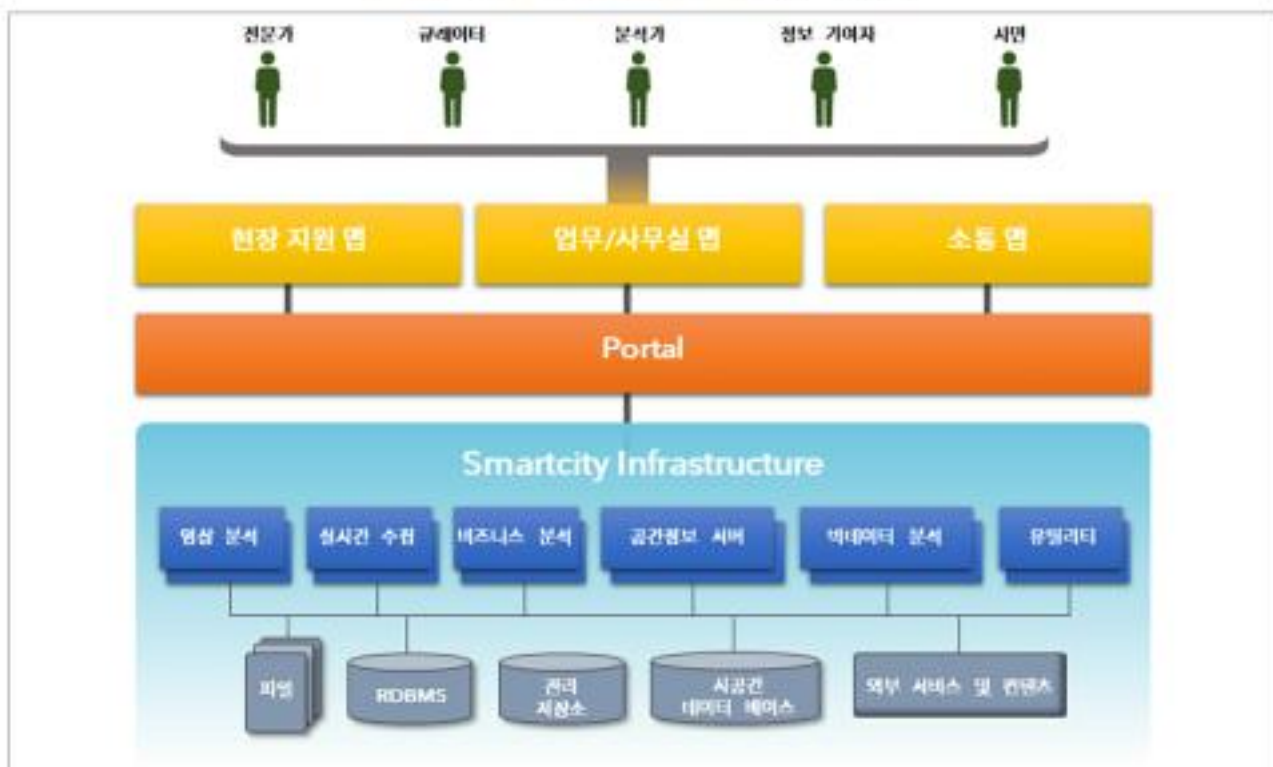 전문가
큐레이터
분석가
정보 기여자
시민
현장 지원 앱
업무/사무실 앱
소통 앱
Portal
Smartcity Infrastructure
영상 분석
실시간 수집
비즈니스 분석
공간정보 서버
빅데이터 분석
유틸리티
파일
RDBMS
관리
저장소
시공간
데이터 베이스
외부 서비스 및 컨텐츠